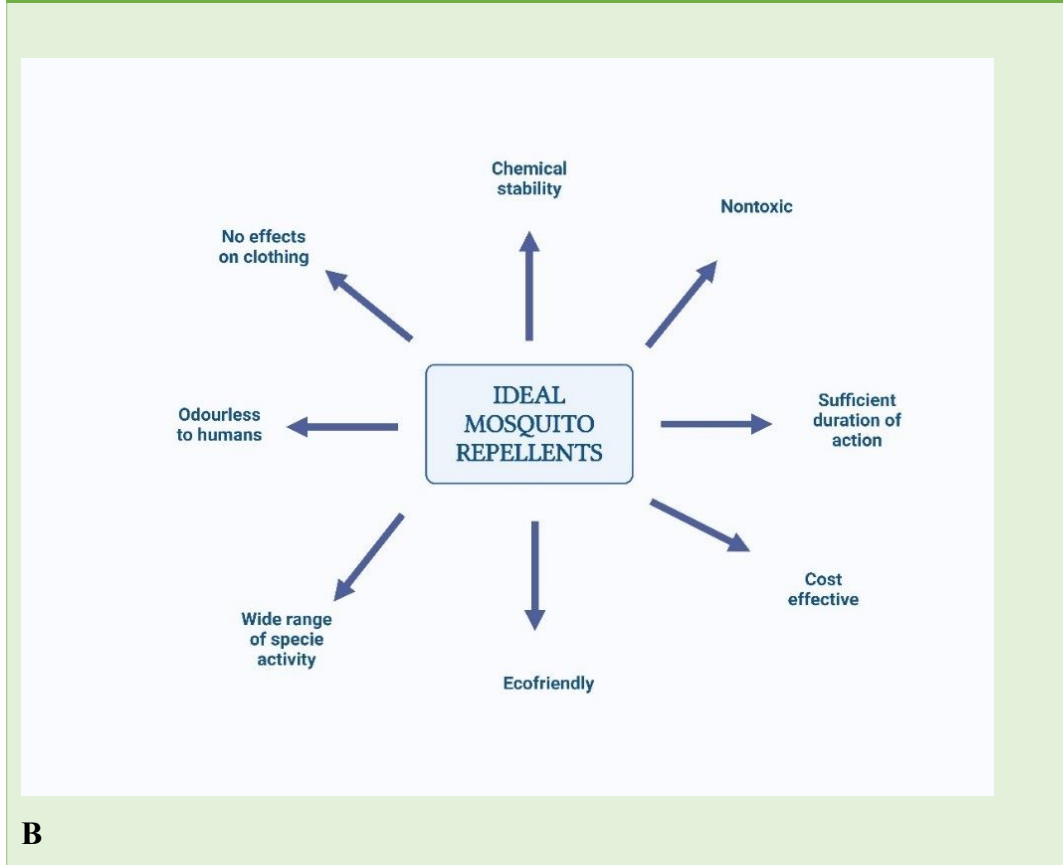 Chemical
stability
Nontoxic
No effects
on clothing
IDEAL
MOSQUITO
REPELLENTS
Odourless
to humans
Sufficient
duration of
action
Cost
effective
Wide range
of specie
activity
Ecofriendly
B